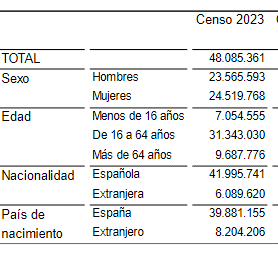 Censo 2023
TOTAL 48.085.361
Sexo Hombres 23.565.593
Mujeres 24.519.768
Edad Menos de 16 años 7.054.555
De 16 a 64 años 31.343.030
Más de 64 años 9.687.776
Nacionalidad Española 41.995.741
Extranjera 6.089.620
País de España 39.881.155
nacimiento Extranjero 8.204.206